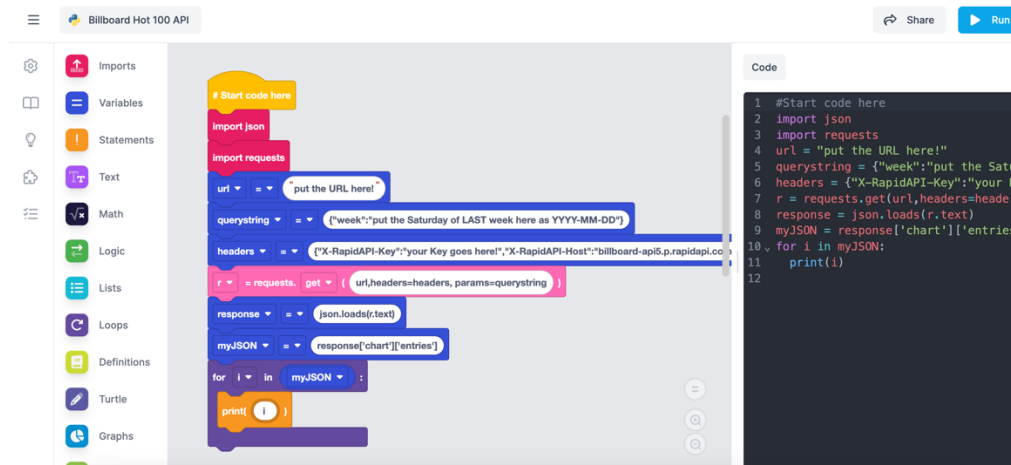 Billboard Hot 100 API
Share
Run
Imports
Variables
Statements
Text
Math
Logic
Lists
Loops
Definitions
Turtle
Graphs
# Start code here
import json
import requests
url = "put the URL here!"
querystring = {"week":"put the Saturday of LAST week here as YYYY-MM-DD"}
headers = {"X-RapidAPI-Key":"your Key goes here!","X-RapidAPI-Host":"billboard-api5.p.rapidapi.com
r = requests. get ( url,headers=headers, params=querystring )
response = json.loads(r.text)
myJSON = response['chart']['entries']
for i in myJSON :
print( i )
Code
1 #Start code here
2 import json
3 import requests
4 url = "put the URL here!"
5 querystring = {"week":"put the Satu
6 headers = {"X-RapidAPI-Key":"your
7 r = requests.get(url,headers=heade
8 response = json.loads(r.text)
9 myJSON = response['chart']['entries
10 for i in myJSON:
11 print(i)
12